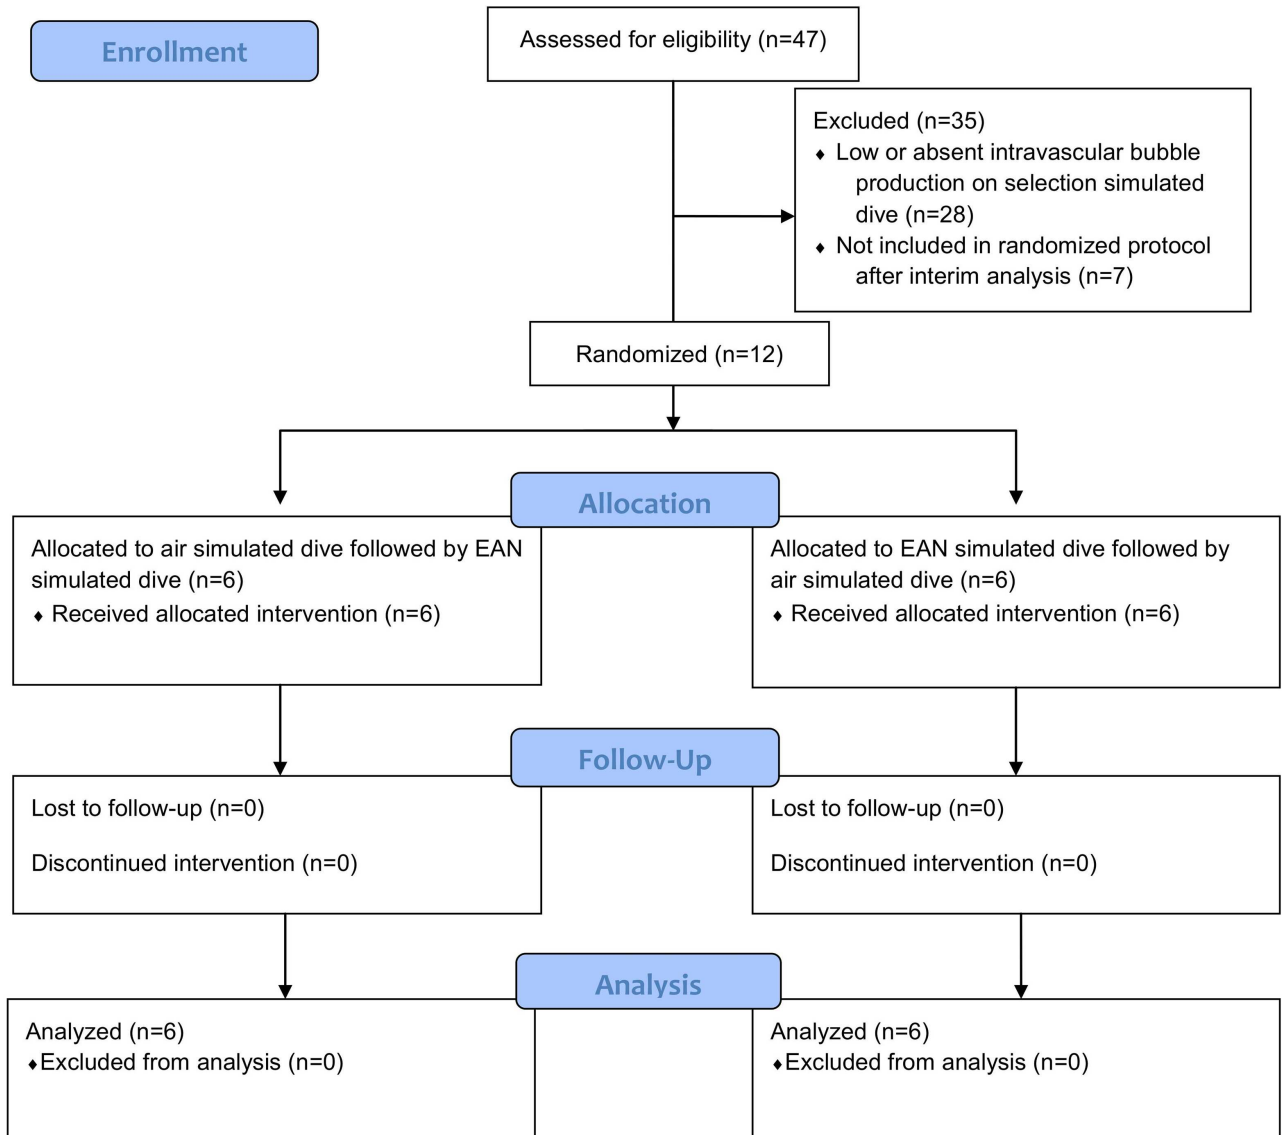 Enrollment
Assessed for eligibility (n=47)
Excluded (n=35)
♦ Low or absent intravascular bubble
production on selection simulated
dive (n=28)
♦ Not included in randomized protocol
after interim analysis (n=7)
Randomized (n=12)
Allocation
Allocated to air simulated dive followed by EAN
simulated dive (n=6)
♦ Received allocated intervention (n=6)
Allocated to EAN simulated dive followed by
air simulated dive (n=6)
♦ Received allocated intervention (n=6)
Follow-Up
Lost to follow-up (n=0)
Discontinued intervention (n=0)
Lost to follow-up (n=0)
Discontinued intervention (n=0)
Analysis
Analyzed (n=6)
♦Excluded from analysis (n=0)
Analyzed (n=6)
♦Excluded from analysis (n=0)